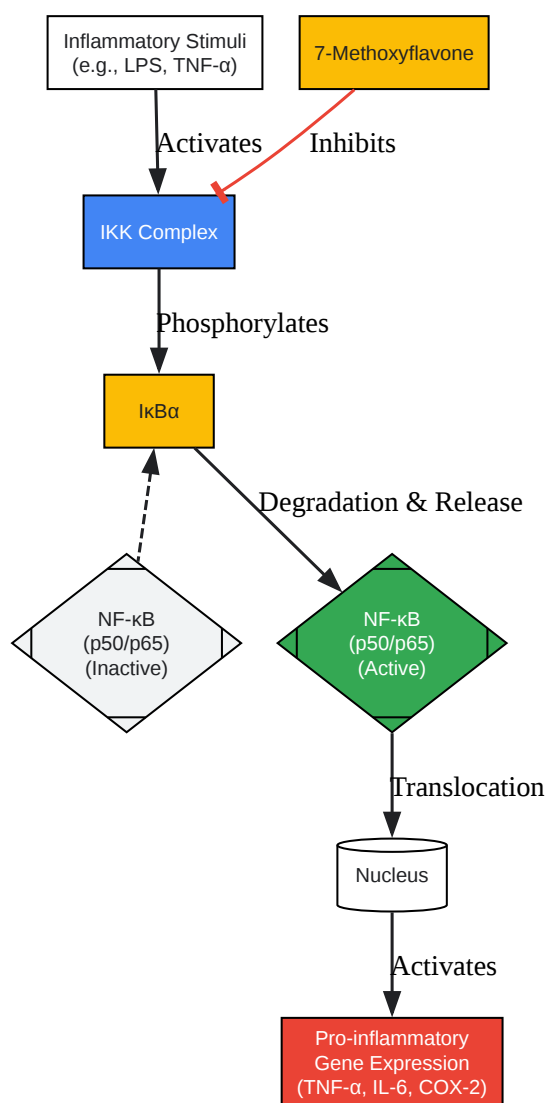 Inflammatory Stimuli
(e.g., LPS, TNF-α)
7-Methoxyflavone
Activates
Inhibits
IKK Complex
Phosphorylates
IκBα
Degradation & Release
NF-κB
(p50/p65)
(Inactive)
NF-κB
(p50/p65)
(Active)
Translocation
Nucleus
Activates
Pro-inflammatory
Gene Expression
(TNF-α, IL-6, COX-2)